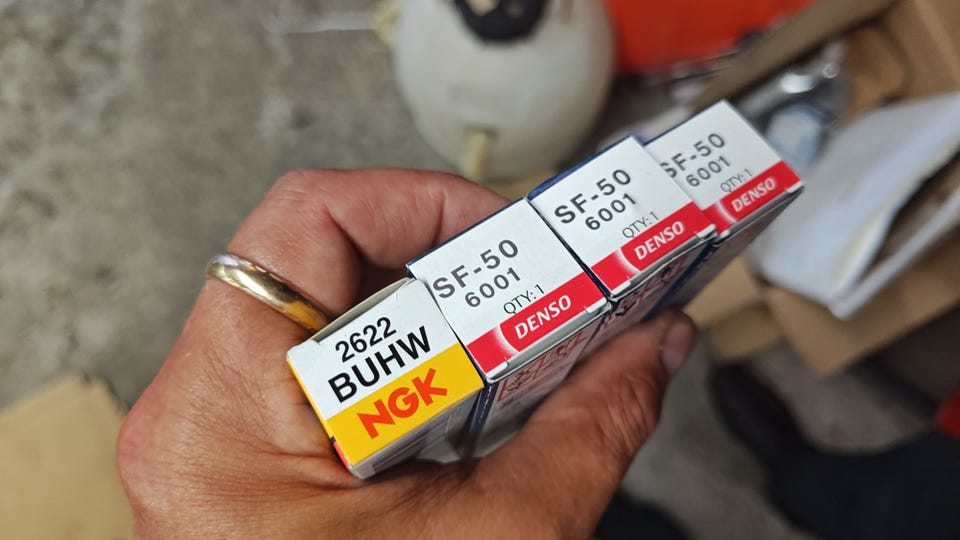 2622
BUHW
NGK
SF-50
6001
QTY:1
DENSO
SF-50
6001
QTY:1
DENSO
SF-50
6001
QTY:1
DENSO